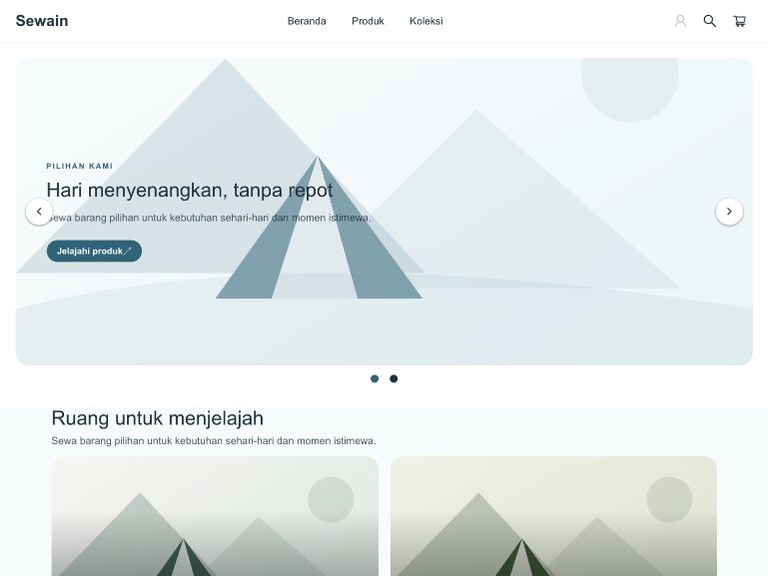 Sewain
Beranda
Produk
Koleksi
PILIHAN KAMI
Hari menyenangkan, tanpa repot
Sewa barang pilihan untuk kebutuhan sehari-hari dan momen istimewa.
Jelajahi produk↗
Ruang untuk menjelajah
Sewa barang pilihan untuk kebutuhan sehari-hari dan momen istimewa.